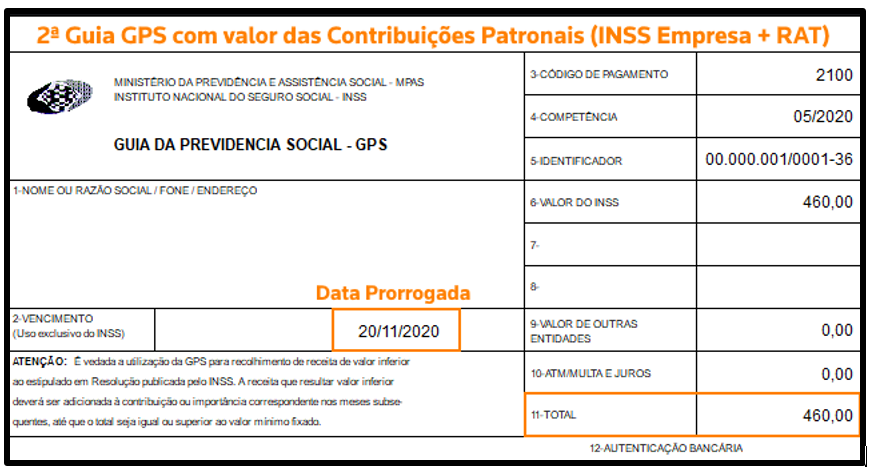 2ª Guia GPS com valor das Contribuições Patronais (INSS Empresa + RAT)
MINISTÉRIO DA PREVIDÊNCIA E ASSISTÊNCIA SOCIAL - MPAS
INSTITUTO NACIONAL DO SEGURO SOCIAL - INSS
GUIA DA PREVIDENCIA SOCIAL - GPS
3-CÓDIGO DE PAGAMENTO
2100
4-COMPETÊNCIA
05/2020
5-IDENTIFICADOR
00.000.001/0001-36
1-NOME OU RAZÃO SOCIAL / FONE / ENDEREÇO
6-VALOR DO INSS
460,00
7-
8-
Data Prorrogada
2-VENCIMENTO
(Uso exclusivo do INSS)
20/11/2020
9-VALOR DE OUTRAS
ENTIDADES
0,00
ATENÇÃO: É vedada a utilização da GPS para recolhimento de receita de valor inferior
ao estipulado em Resolução publicada pelo INSS. A receita que resultar valor inferior
deverá ser adicionada à contribuição ou importância correspondente nos meses subse-
quentes, até que o total seja igual ou superior ao valor mínimo fixado.
10-ATM/MULTA E JUROS
0,00
11-TOTAL
460,00
12-AUTENTICAÇÃO BANCÁRIA